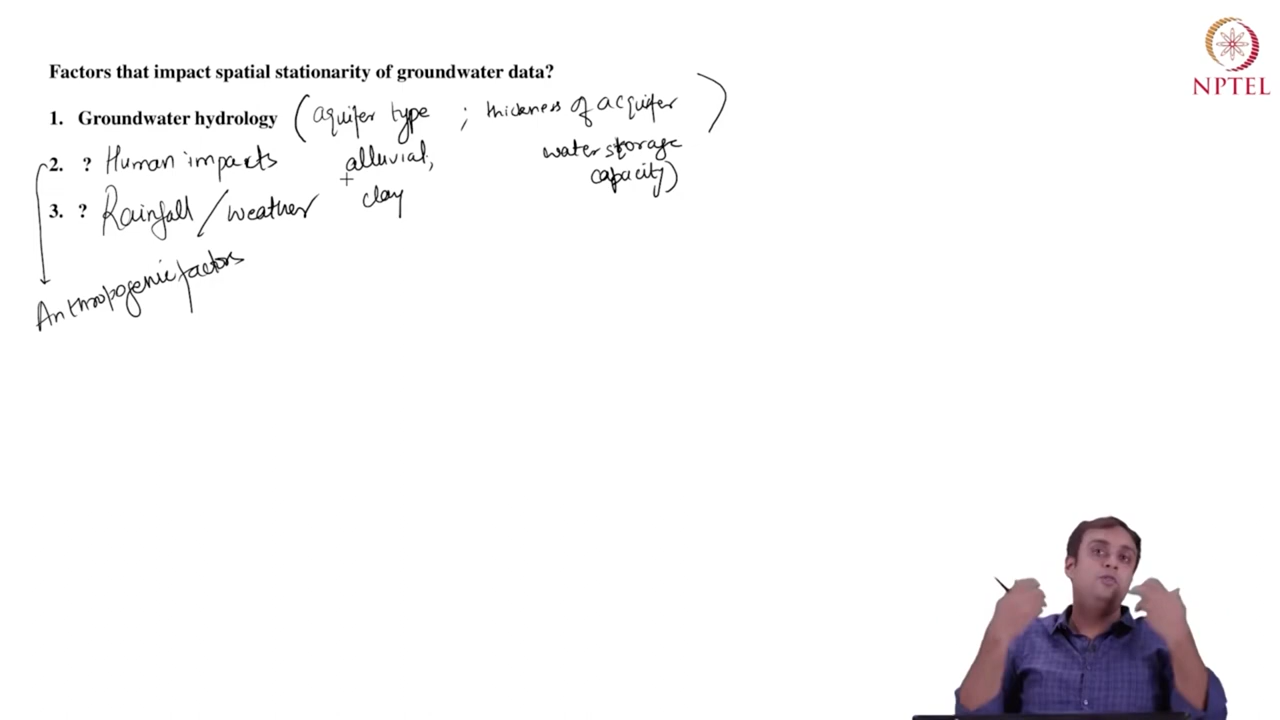 NPTEL
Factors that impact spatial stationarity of groundwater data?
1. Groundwater hydrology (aquifer type ; thickness of acquifer)
2. ? Human impacts alluvial, water storage
3. ? Rainfall / weather + clay capacity)
Anthropogenic factors